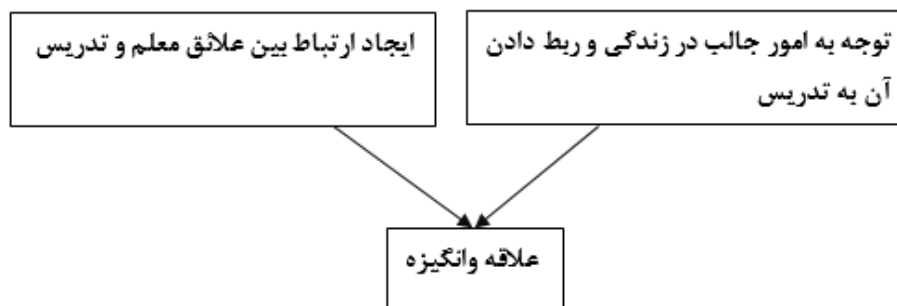 توجه به امور جالب در زندگی و ربط دادن
آن به تدریس
ایجاد ارتباط بین علائق معلم و تدریس
علاقه وانگیزه